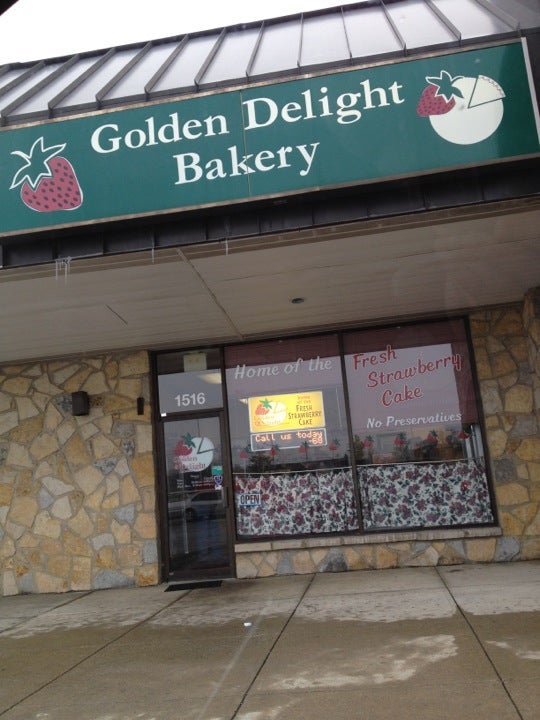 Golden Delight
Bakery
1516
Home of the
Fresh
Strawberry
Cake
No Preservatives
FRESH
STRAWBERRY
CAKE
Call us today
OPEN
Delight